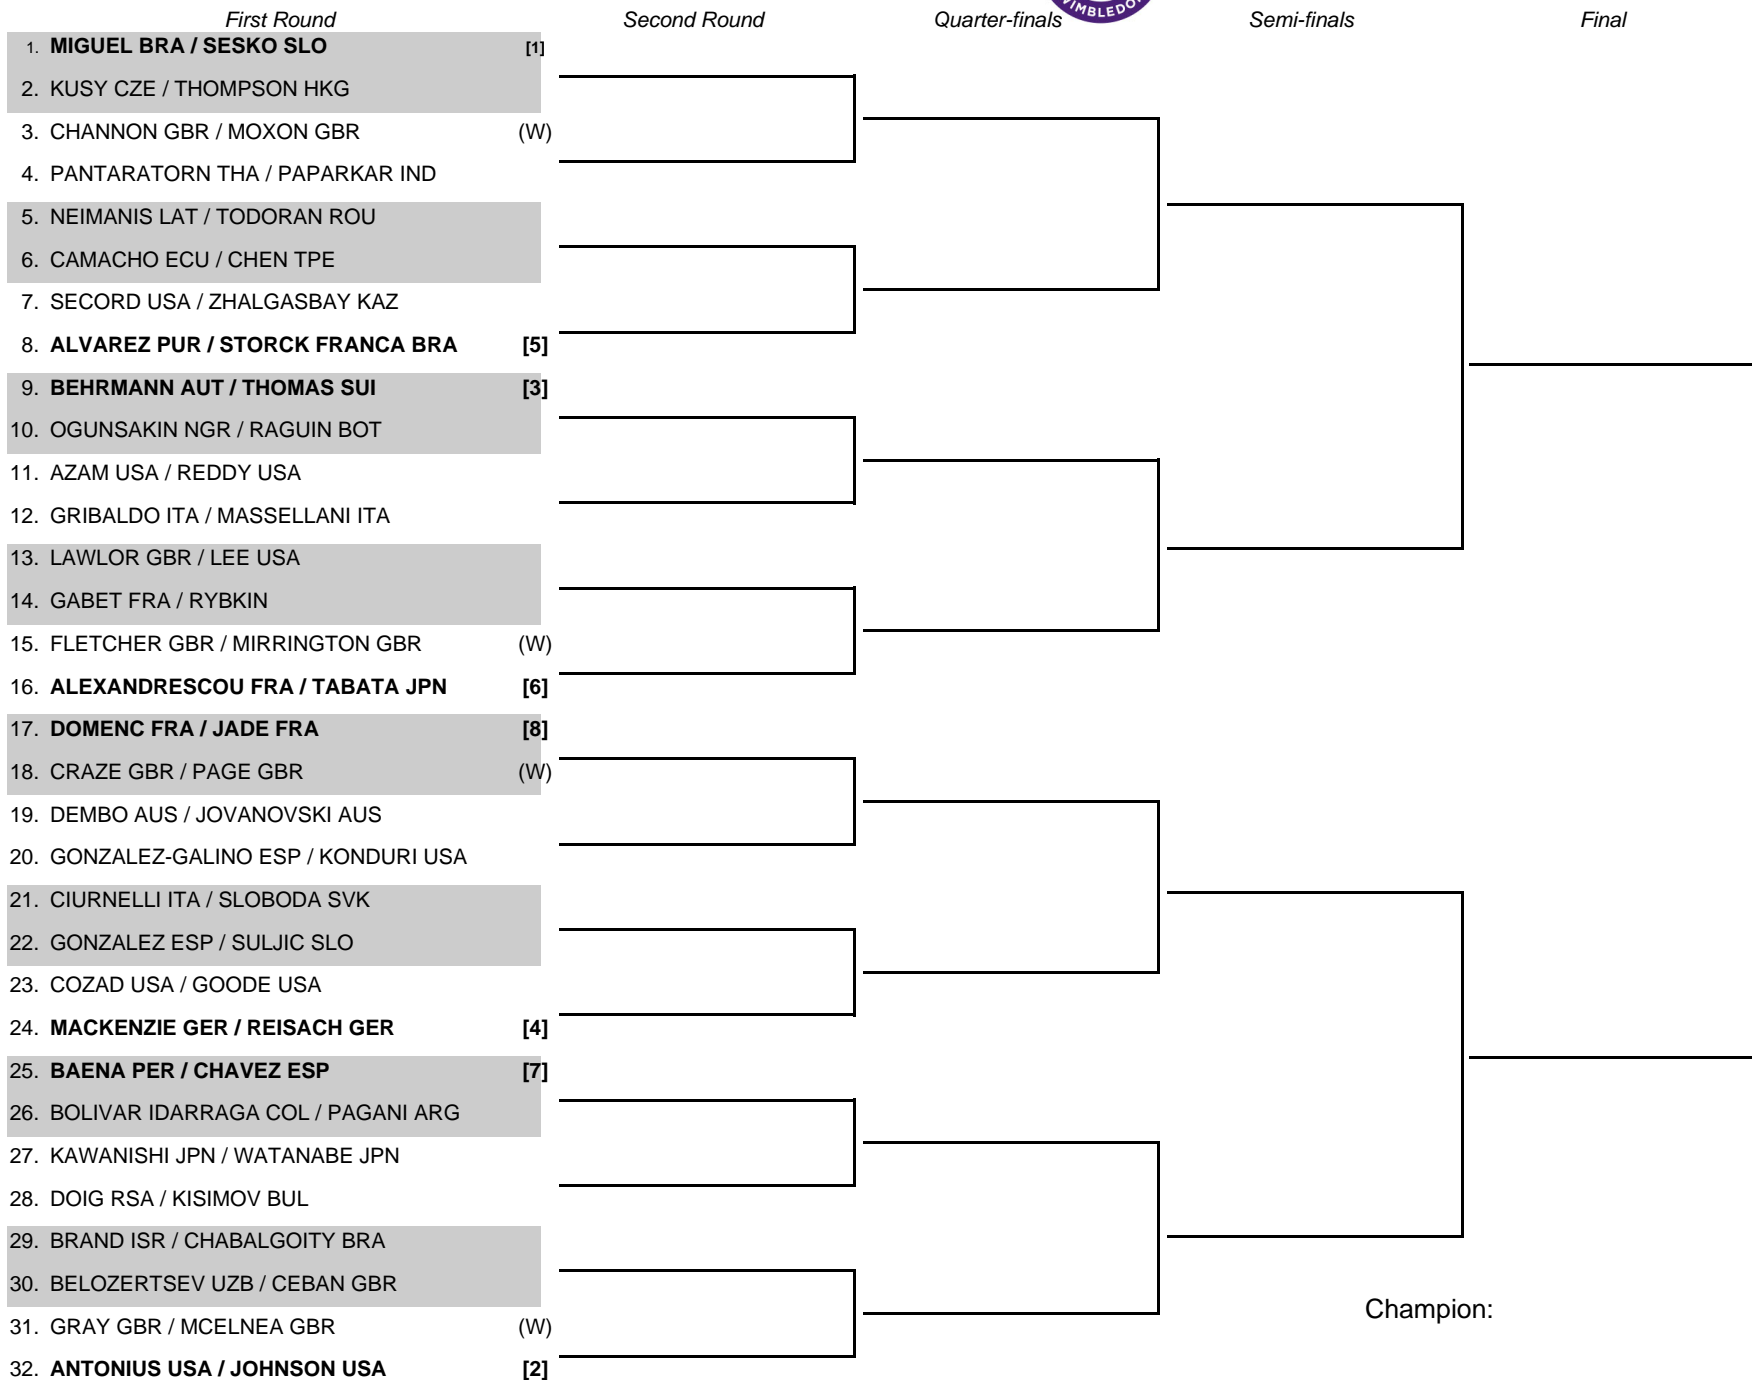 WIMBLEDON
First Round Second Round Quarter-finals Semi-finals Final
1. MIGUEL BRA / SESKO SLO [1]
2. KUSY CZE / THOMPSON HKG
3. CHANNON GBR / MOXON GBR (W)
4. PANTARATORN THA / PAPARKAR IND
5. NEIMANIS LAT / TODORAN ROU
6. CAMACHO ECU / CHEN TPE
7. SECORD USA / ZHALGASBAY KAZ
8. ALVAREZ PUR / STORCK FRANCA BRA [5]
9. BEHRMANN AUT / THOMAS SUI [3]
10. OGUNSAKIN NGR / RAGUIN BOT
11. AZAM USA / REDDY USA
12. GRIBALDO ITA / MASSELLANI ITA
13. LAWLOR GBR / LEE USA
14. GABET FRA / RYBKIN
15. FLETCHER GBR / MIRRINGTON GBR (W)
16. ALEXANDRESCOU FRA / TABATA JPN [6]
17. DOMENC FRA / JADE FRA [8]
18. CRAZE GBR / PAGE GBR (W)
19. DEMBO AUS / JOVANOVSKI AUS
20. GONZALEZ-GALINO ESP / KONDURI USA
21. CIURNELLI ITA / SLOBODA SVK
22. GONZALEZ ESP / SULJIC SLO
23. COZAD USA / GOODE USA
24. MACKENZIE GER / REISACH GER [4]
25. BAENA PER / CHAVEZ ESP [7]
26. BOLIVAR IDARRAGA COL / PAGANI ARG
27. KAWANISHI JPN / WATANABE JPN
28. DOIG RSA / KISIMOV BUL
29. BRAND ISR / CHABALGOITY BRA
30. BELOZERTSEV UZB / CEBAN GBR
Champion:
31. GRAY GBR / MCELNEA GBR (W)
32. ANTONIUS USA / JOHNSON USA [2]